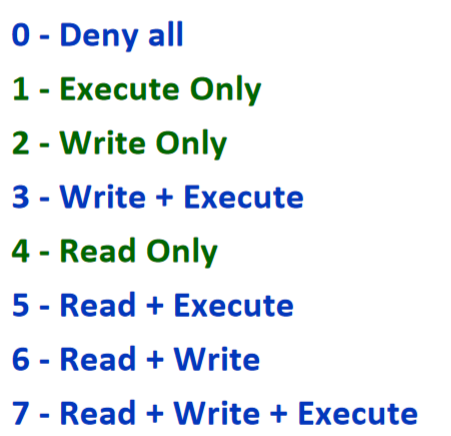 0 - Deny all
1 - Execute Only
2 - Write Only
3 - Write + Execute
4 - Read Only
5 - Read + Execute
6 - Read + Write
7 - Read + Write + Execute